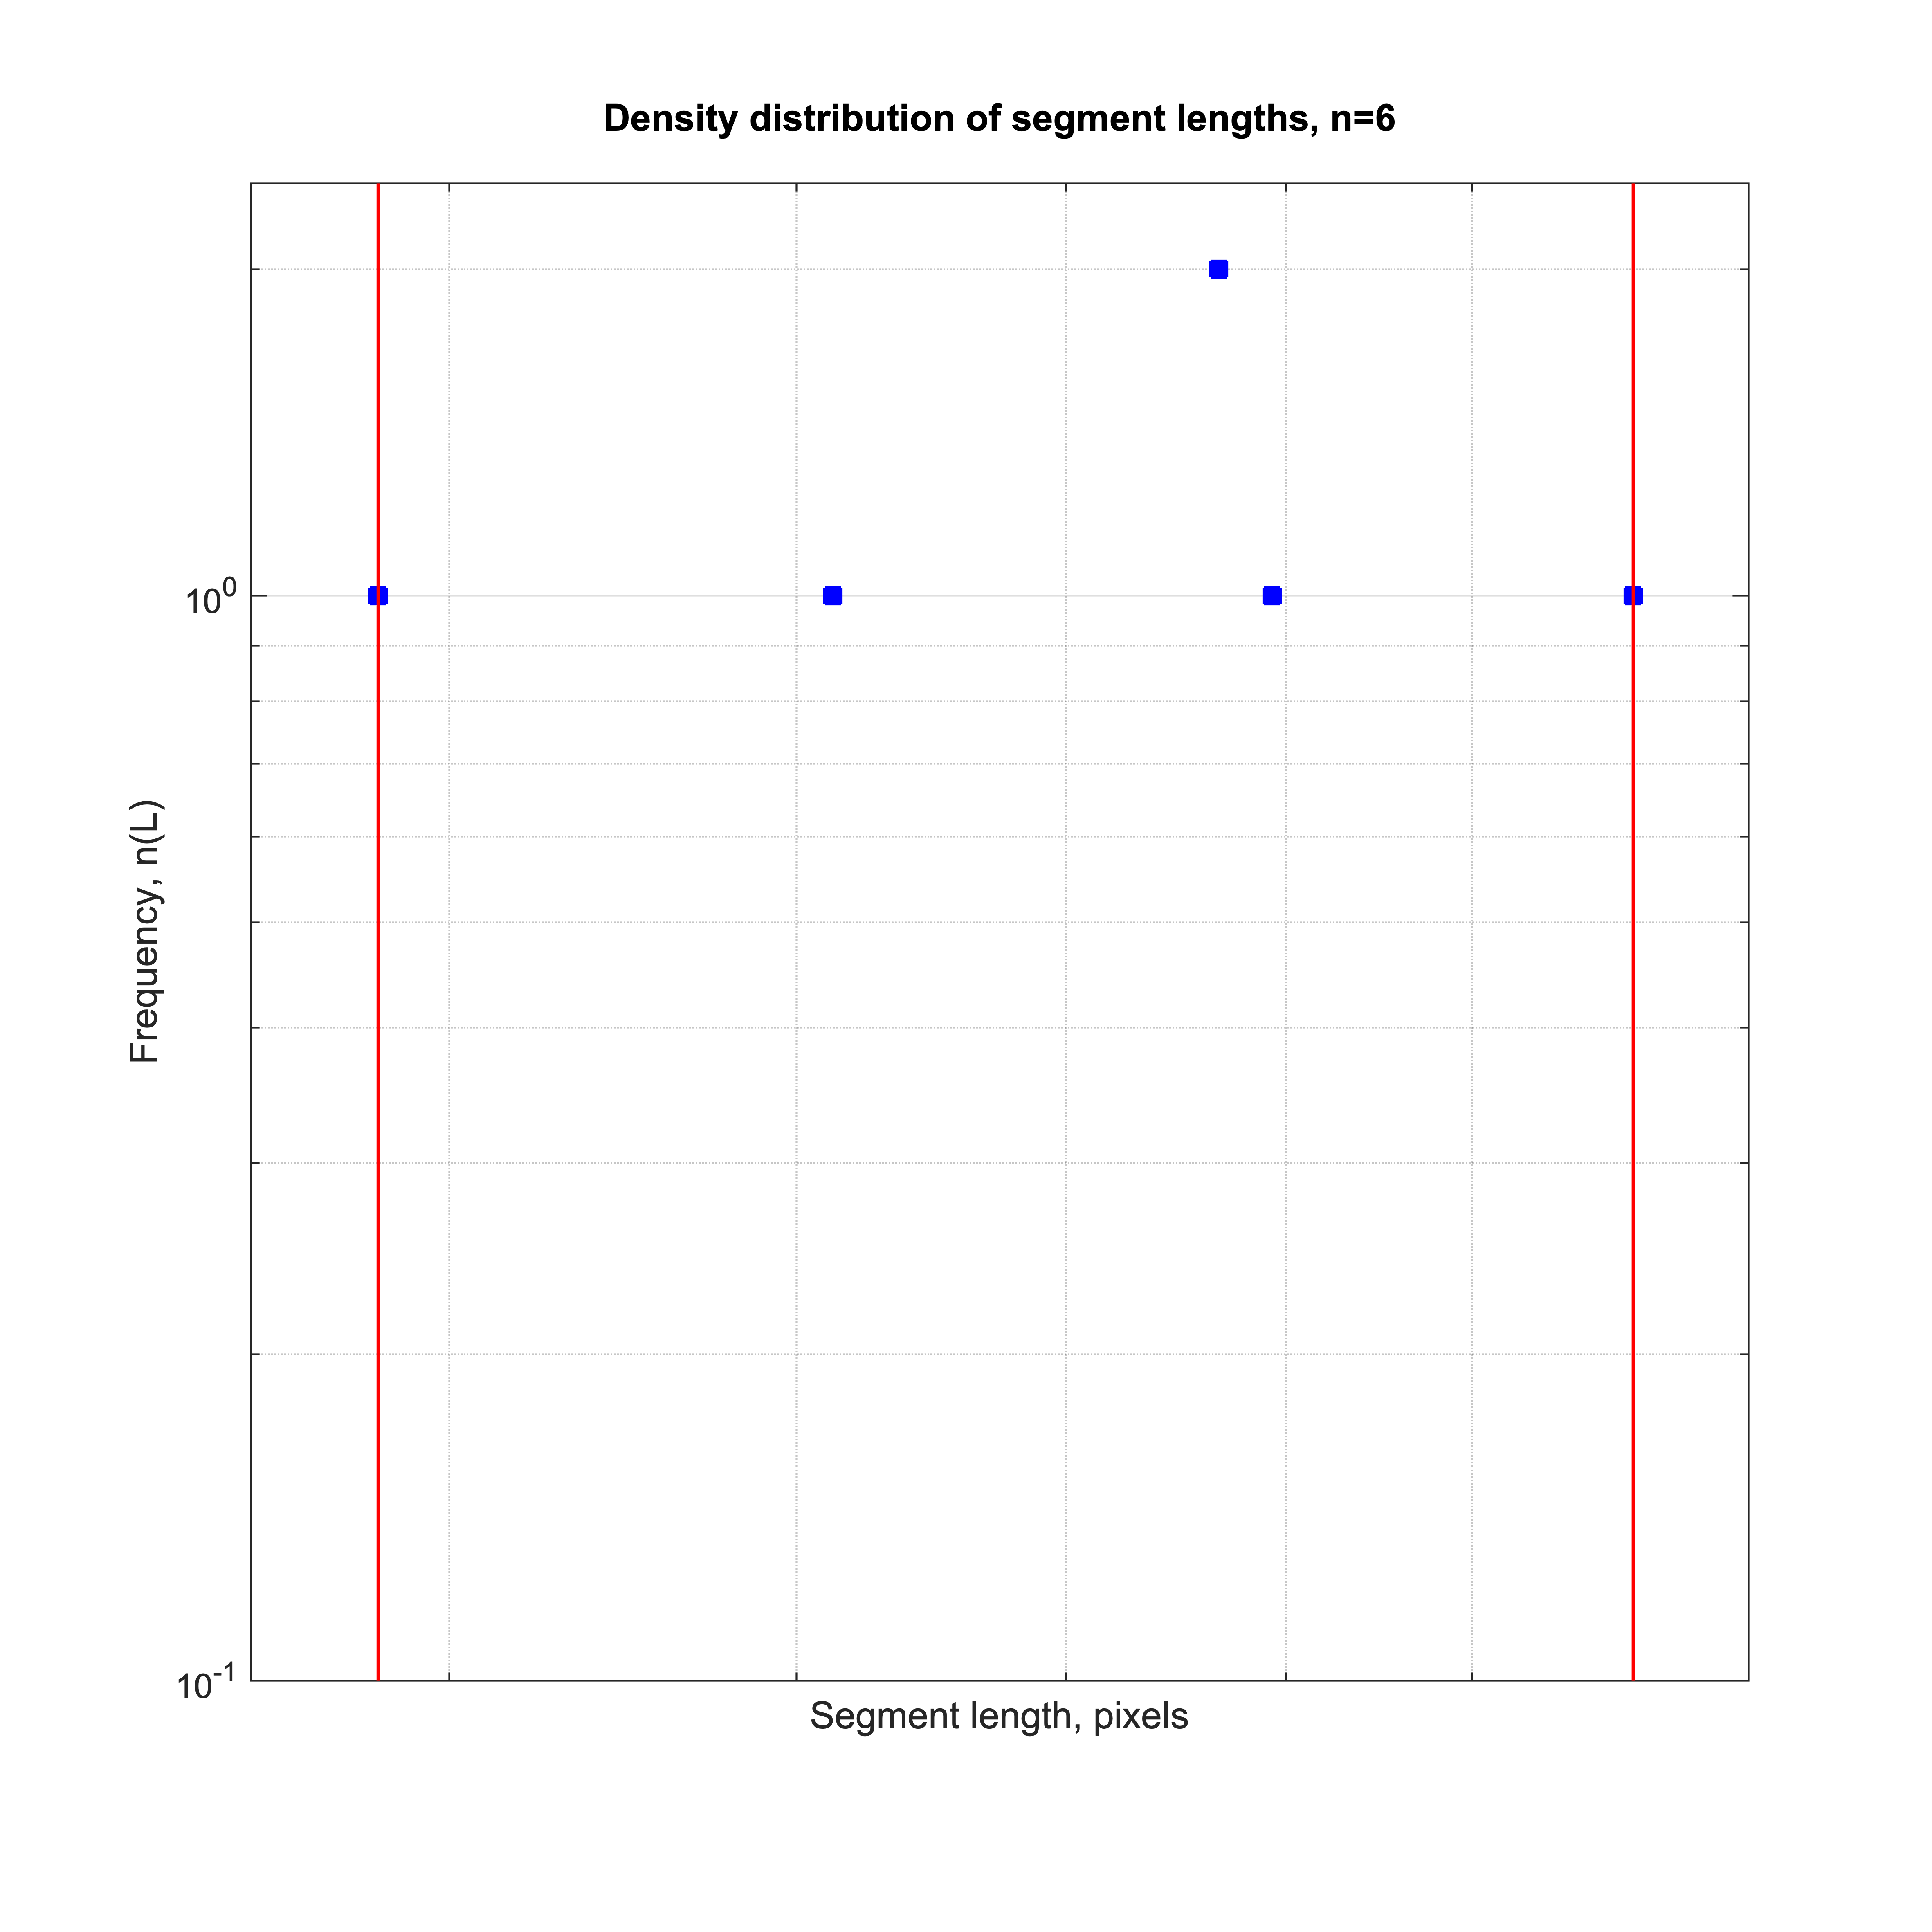 Density distribution of segment lengths, n=6
10^0
Frequency, n(L)
10^-1
Segment length, pixels